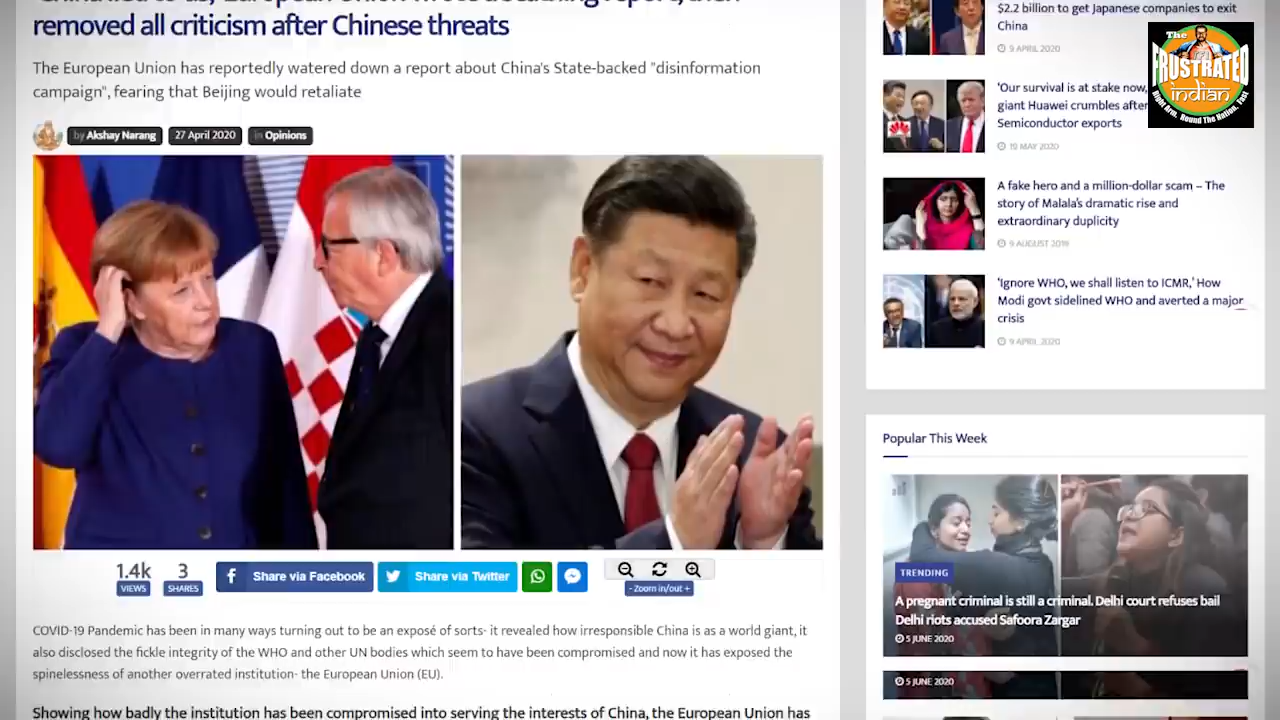 removed all criticism after Chinese threats
The European Union has reportedly watered down a report about China's State-backed "disinformation
campaign", fearing that Beijing would retaliate
by Akshay Narang
27 April 2020
in Opinions
1.4k
VIEWS
3
SHARES
Share via Facebook
Share via Twitter
- Zoom in/out +
COVID-19 Pandemic has been in many ways turning out to be an exposé of sorts- it revealed how irresponsible China is as a world giant, it
also disclosed the fickle integrity of the WHO and other UN bodies which seem to have been compromised and now it has exposed the
spinelessness of another overrated institution- the European Union (EU).
Showing how badly the institution has been compromised into serving the interests of China, the European Union has
$2.2 billion to get Japanese companies to exit
China
9 APRIL 2020
'Our survival is at stake now,
giant Huawei crumbles after
Semiconductor exports
19 MAY 2020
A fake hero and a million-dollar scam – The
story of Malala's dramatic rise and
extraordinary duplicity
9 AUGUST 2019
'Ignore WHO, we shall listen to ICMR,' How
Modi govt sidelined WHO and averted a major
crisis
9 APRIL 2020
Popular This Week
TRENDING
A pregnant criminal is still a criminal. Delhi court refuses bail
Delhi riots accused Safoora Zargar
5 JUNE 2020
5 JUNE 2020
The
FRUSTRATED
indian
Right Arm, Round The Nation, Fast